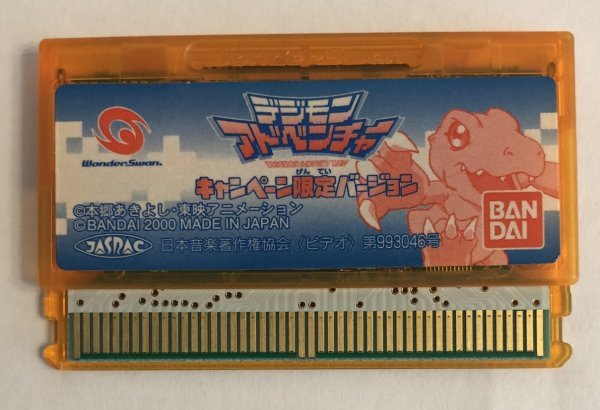 WonderSwan
デジモン
アドベンチャー
げん てい
キャンペーン限定バージョン
©本郷あきよし・東映アニメーション
©BANDAI 2000 MADE IN JAPAN
JASRAC 日本音楽著作権協会〈ビデオ〉第993046号
BAN
DAI